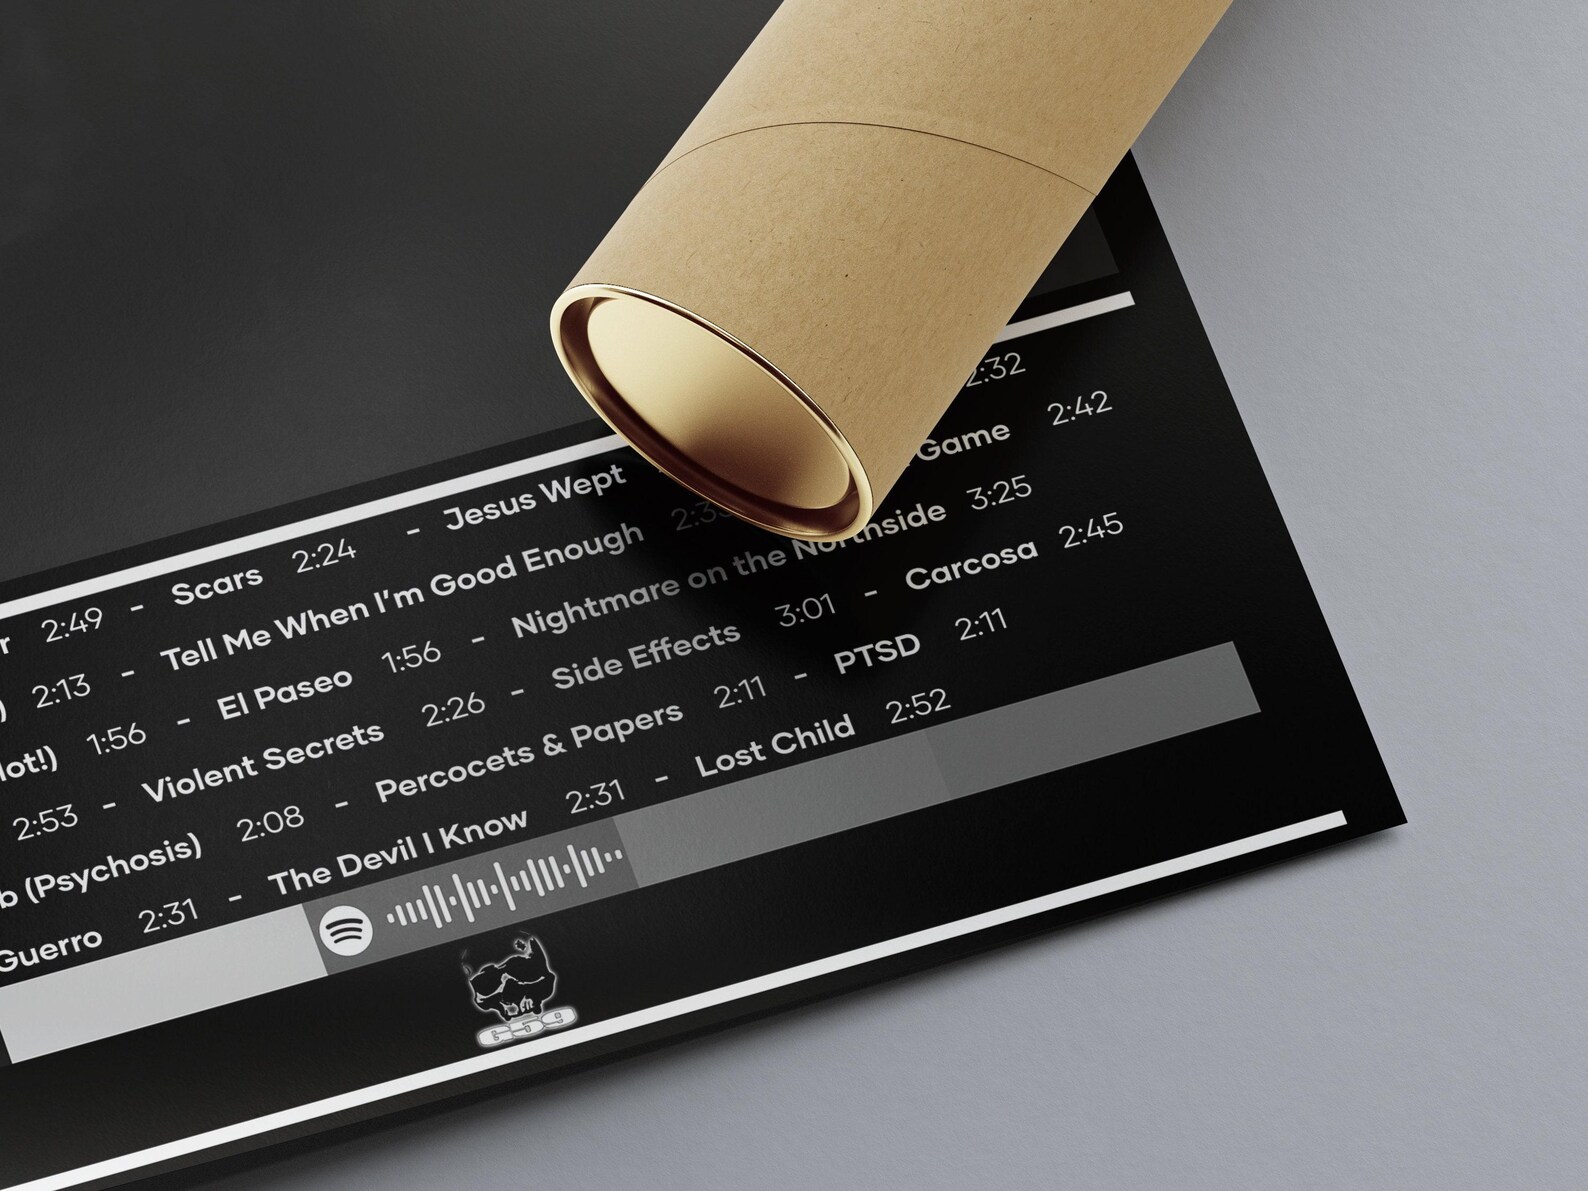 2:49 - Scars 2:24 - Jesus Wept 2:32
2:13 - Tell Me When I'm Good Enough Game 2:42
1:56 - El Paseo 1:56 - Nightmare on the Northside 3:25
2:53 - Violent Secrets 2:26 - Side Effects 3:01 - Carcosa 2:45
(Psychosis) 2:08 - Percocets & Papers 2:11 - PTSD 2:11
Guerro 2:31 - The Devil I Know 2:31 - Lost Child 2:52
G59